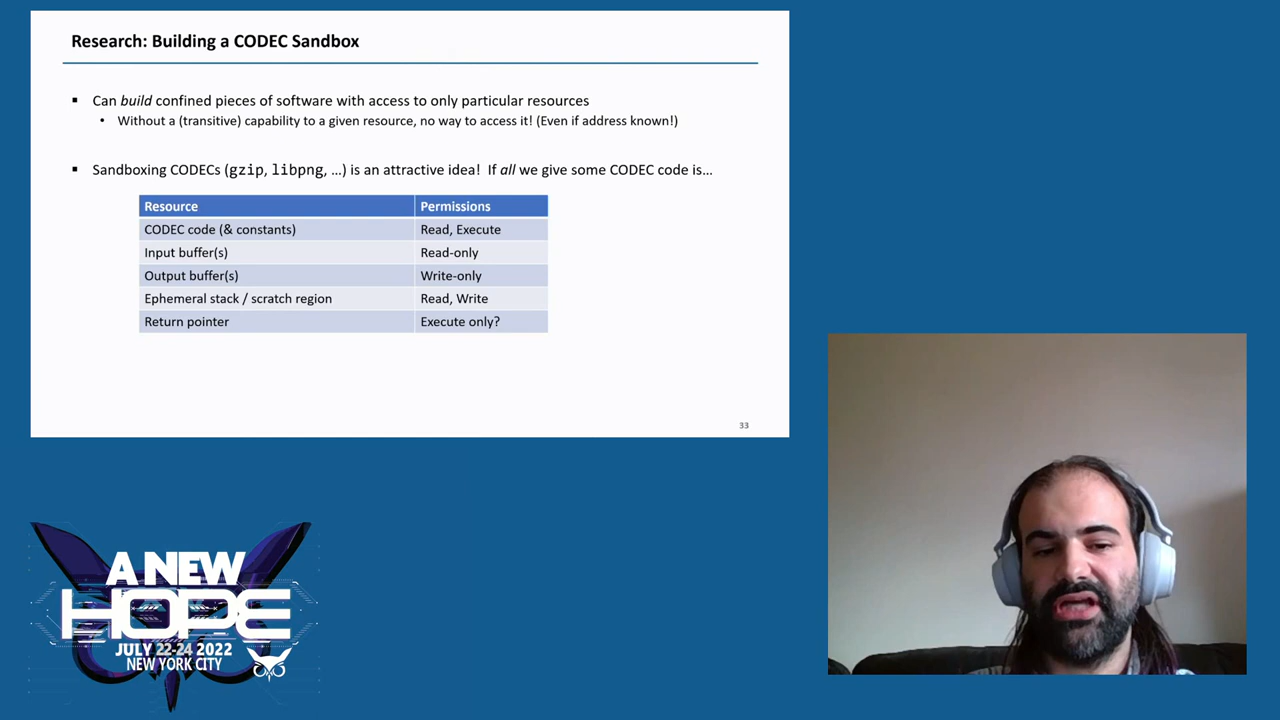 Research: Building a CODEC Sandbox
▪ Can build confined pieces of software with access to only particular resources
• Without a (transitive) capability to a given resource, no way to access it! (Even if address known!)
▪ Sandboxing CODECs (gzip, libpng, …) is an attractive idea! If all we give some CODEC code is…
Resource Permissions
CODEC code (& constants) Read, Execute
Input buffer(s) Read-only
Output buffer(s) Write-only
Ephemeral stack / scratch region Read, Write
Return pointer Execute only?
33
A NEW
HOPE
JULY 22-24 2022
NEW YORK CITY